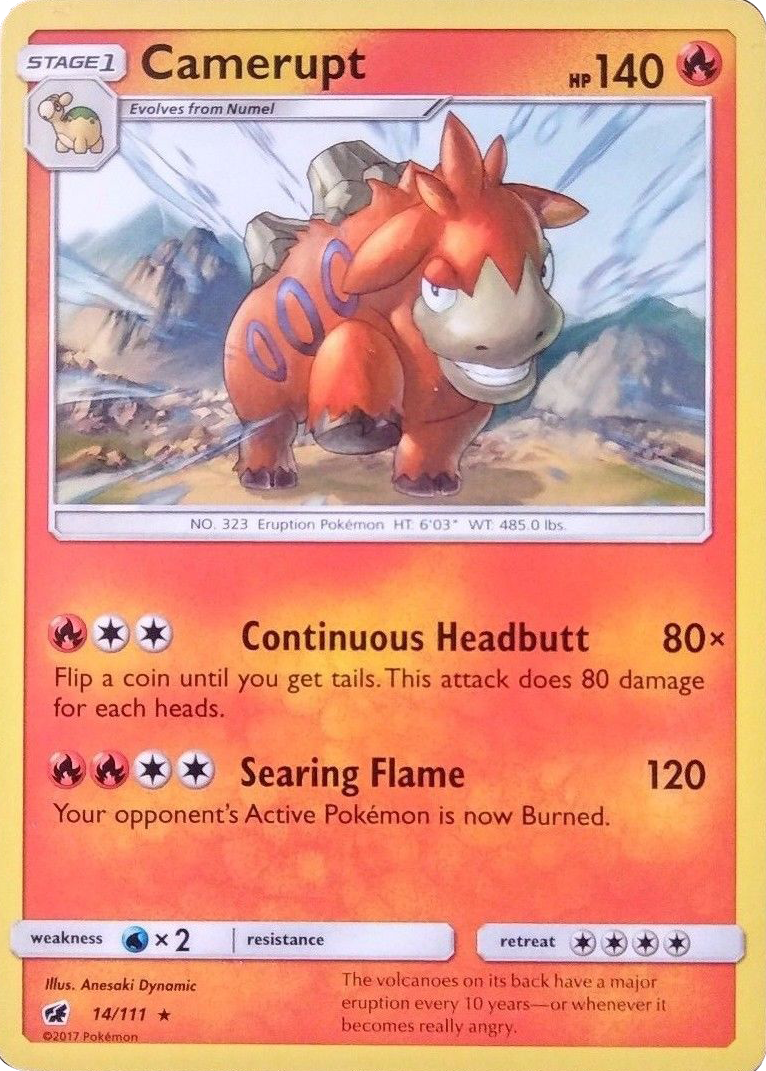 STAGE1 Camerupt HP 140
Evolves from Numel
NO. 323 Eruption Pokémon HT: 6'03" WT: 485.0 lbs.
Continuous Headbutt 80×
Flip a coin until you get tails. This attack does 80 damage
for each heads.
Searing Flame 120
Your opponent's Active Pokémon is now Burned.
weakness ×2 resistance retreat
Illus. Anesaki Dynamic
14/111 ★
©2017 Pokémon
The volcanoes on its back have a major
eruption every 10 years—or whenever it
becomes really angry.